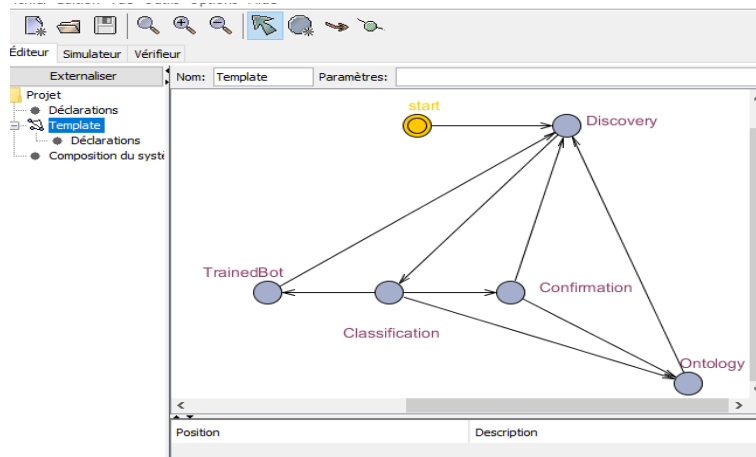 Éditeur Simulateur Vérifieur
Externaliser
Nom: Template Paramètres:
Projet
Déclarations
Template
Déclarations
Composition du systè
start
Discovery
TrainedBot
Confirmation
Classification
Ontology
Position Description